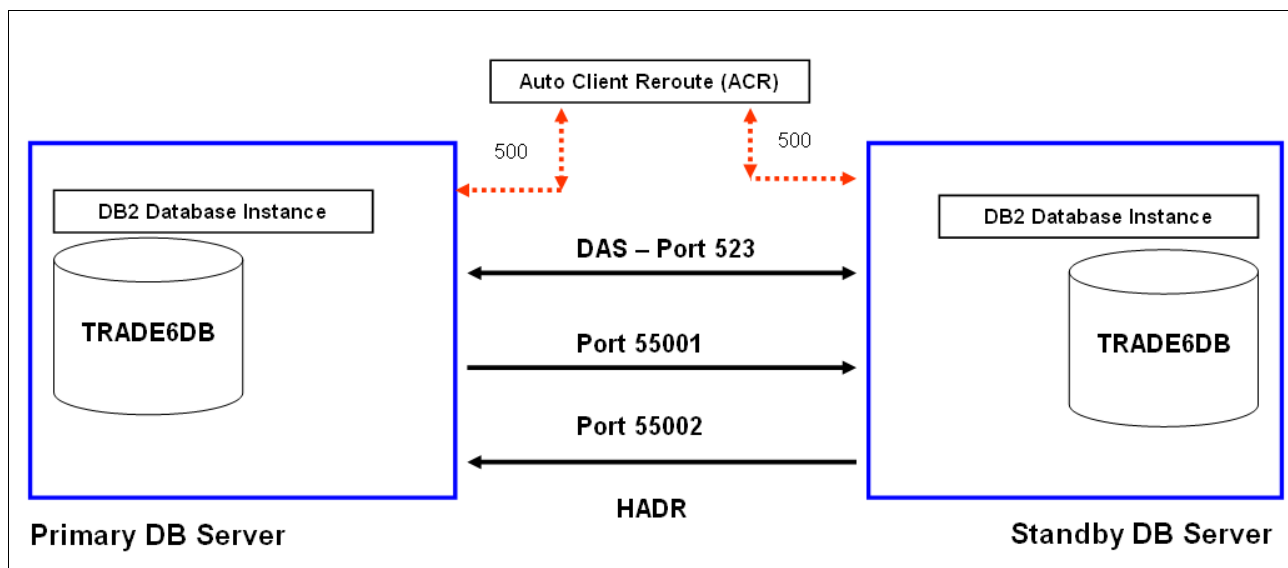 Auto Client Reroute (ACR)
500
500
DB2 Database Instance
DB2 Database Instance
DAS – Port 523
TRADE6DB
Port 55001
TRADE6DB
Port 55002
HADR
Primary DB Server
Standby DB Server